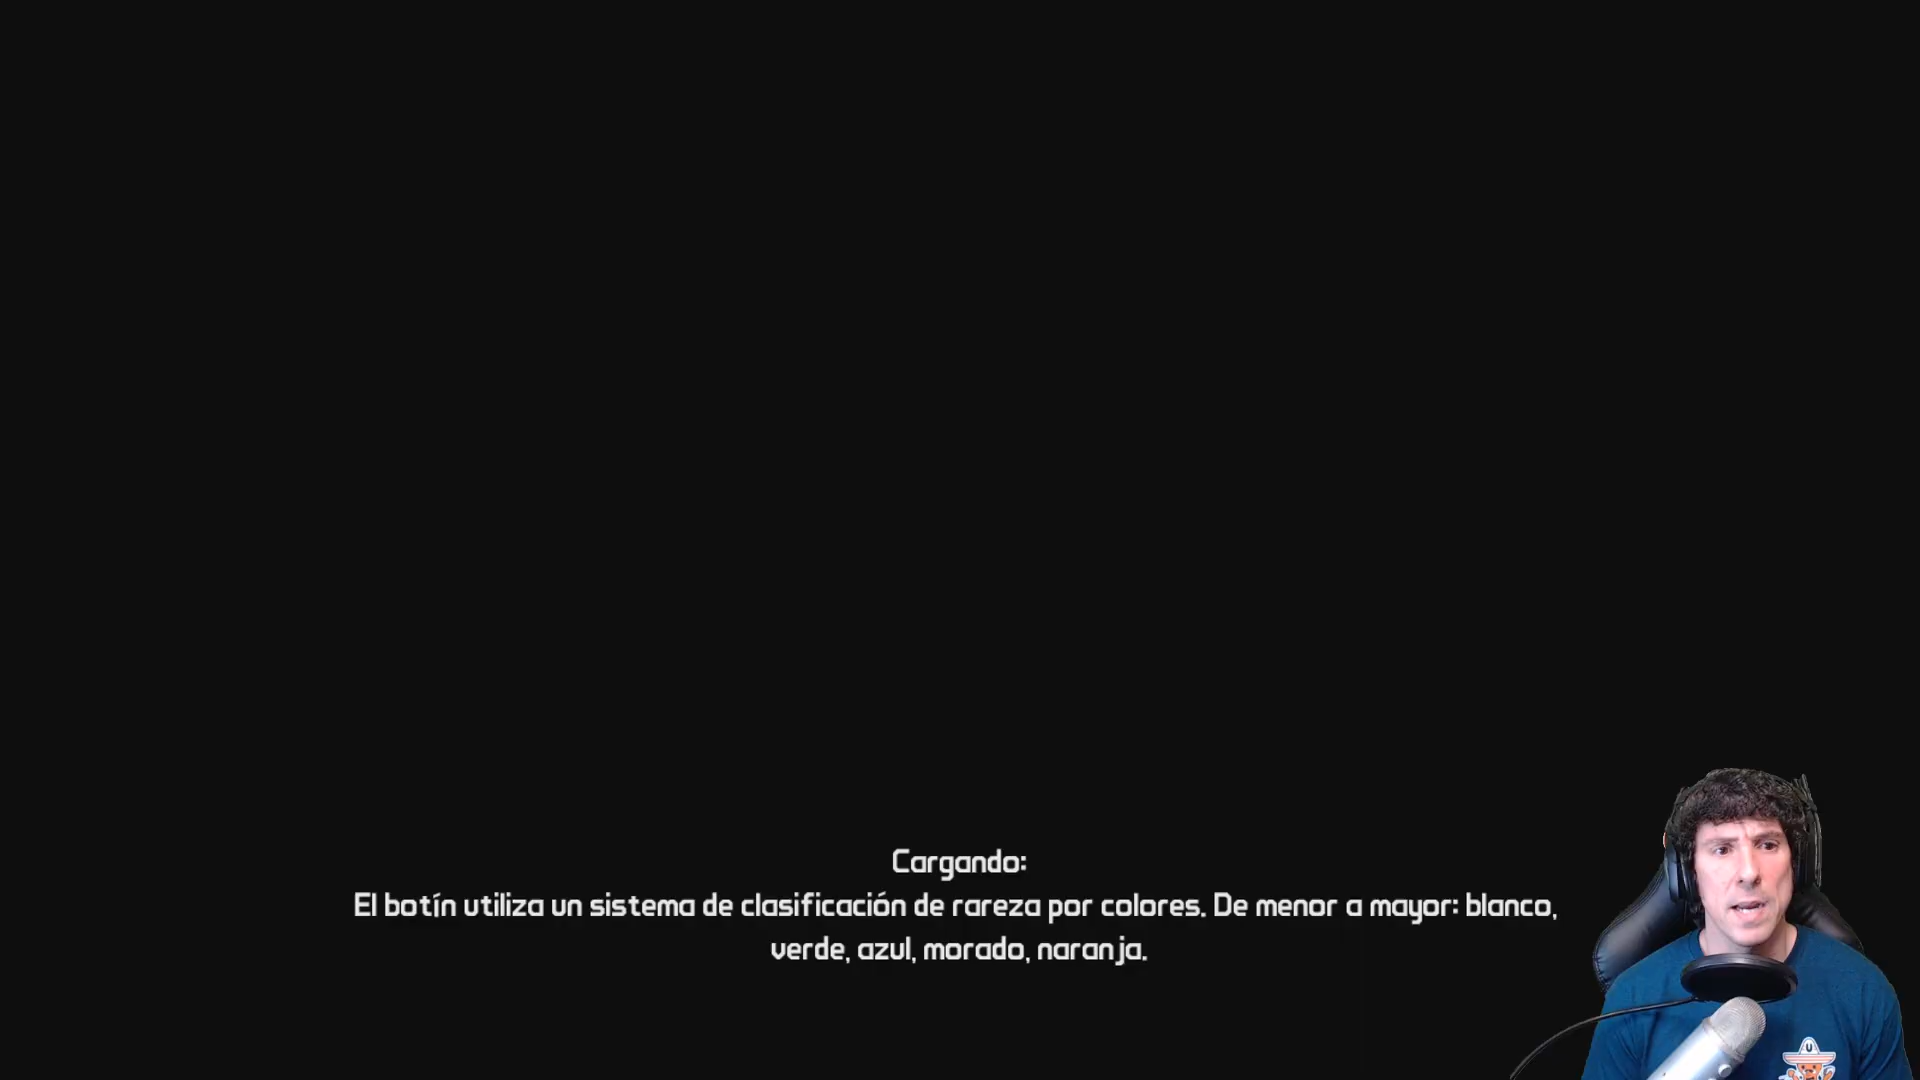 Cargando:
El botín utiliza un sistema de clasificación de rareza por colores. De menor a mayor: blanco,
verde, azul, morado, naranja.
U